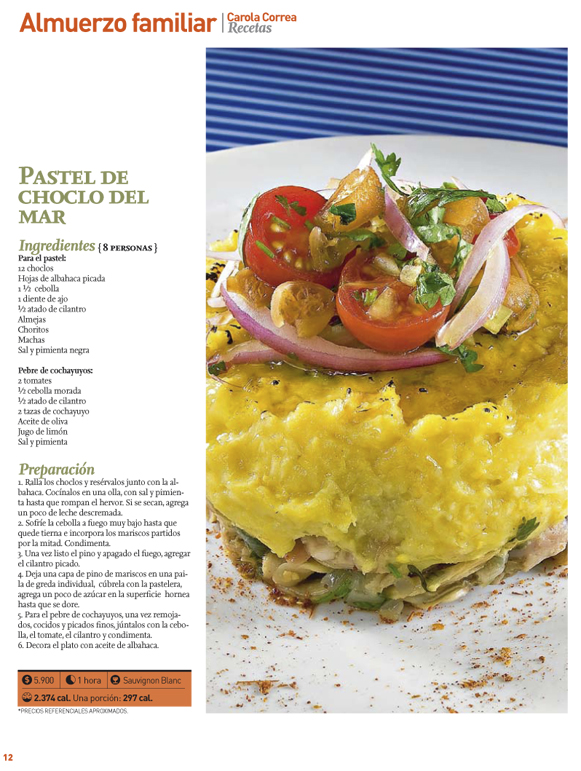 Almuerzo familiar
Carola Correa
Recetas
PASTEL DE
CHOCLO DEL
MAR
Ingredientes { 8 PERSONAS }
Para el pastel:
12 choclos
Hojas de albahaca picada
1 ½ cebolla
1 diente de ajo
½ atado de cilantro
Almejas
Choritos
Machas
Sal y pimienta negra
Pebre de cochayuyos:
2 tomates
½ cebolla morada
½ atado de cilantro
2 tazas de cochayuyo
Aceite de oliva
Jugo de limón
Sal y pimienta
Preparación
1. Ralla los choclos y resérvalos junto con la al-
bahaca. Cocínalos en una olla, con sal y pimien-
ta hasta que rompan el hervor. Si se secan, agrega
un poco de leche descremada.
2. Sofríe la cebolla a fuego muy bajo hasta que
quede tierna e incorpora los mariscos partidos
por la mitad. Condimenta.
3. Una vez listo el pino y apagado el fuego, agregar
el cilantro picado.
4. Deja una capa de pino de mariscos en una pai-
la de greda individual, cúbrela con la pastelera,
agrega un poco de azúcar en la superficie hornea
hasta que se dore.
5. Para el pebre de cochayuyos, una vez remoja-
dos, cocidos y picados finos, júntalos con la cebo-
lla, el tomate, el cilantro y condimenta.
6. Decora el plato con aceite de albahaca.
$ 5.900 1 hora Sauvignon Blanc
2.374 cal. Una porción: 297 cal.
*PRECIOS REFERENCIALES APROXIMADOS.
12